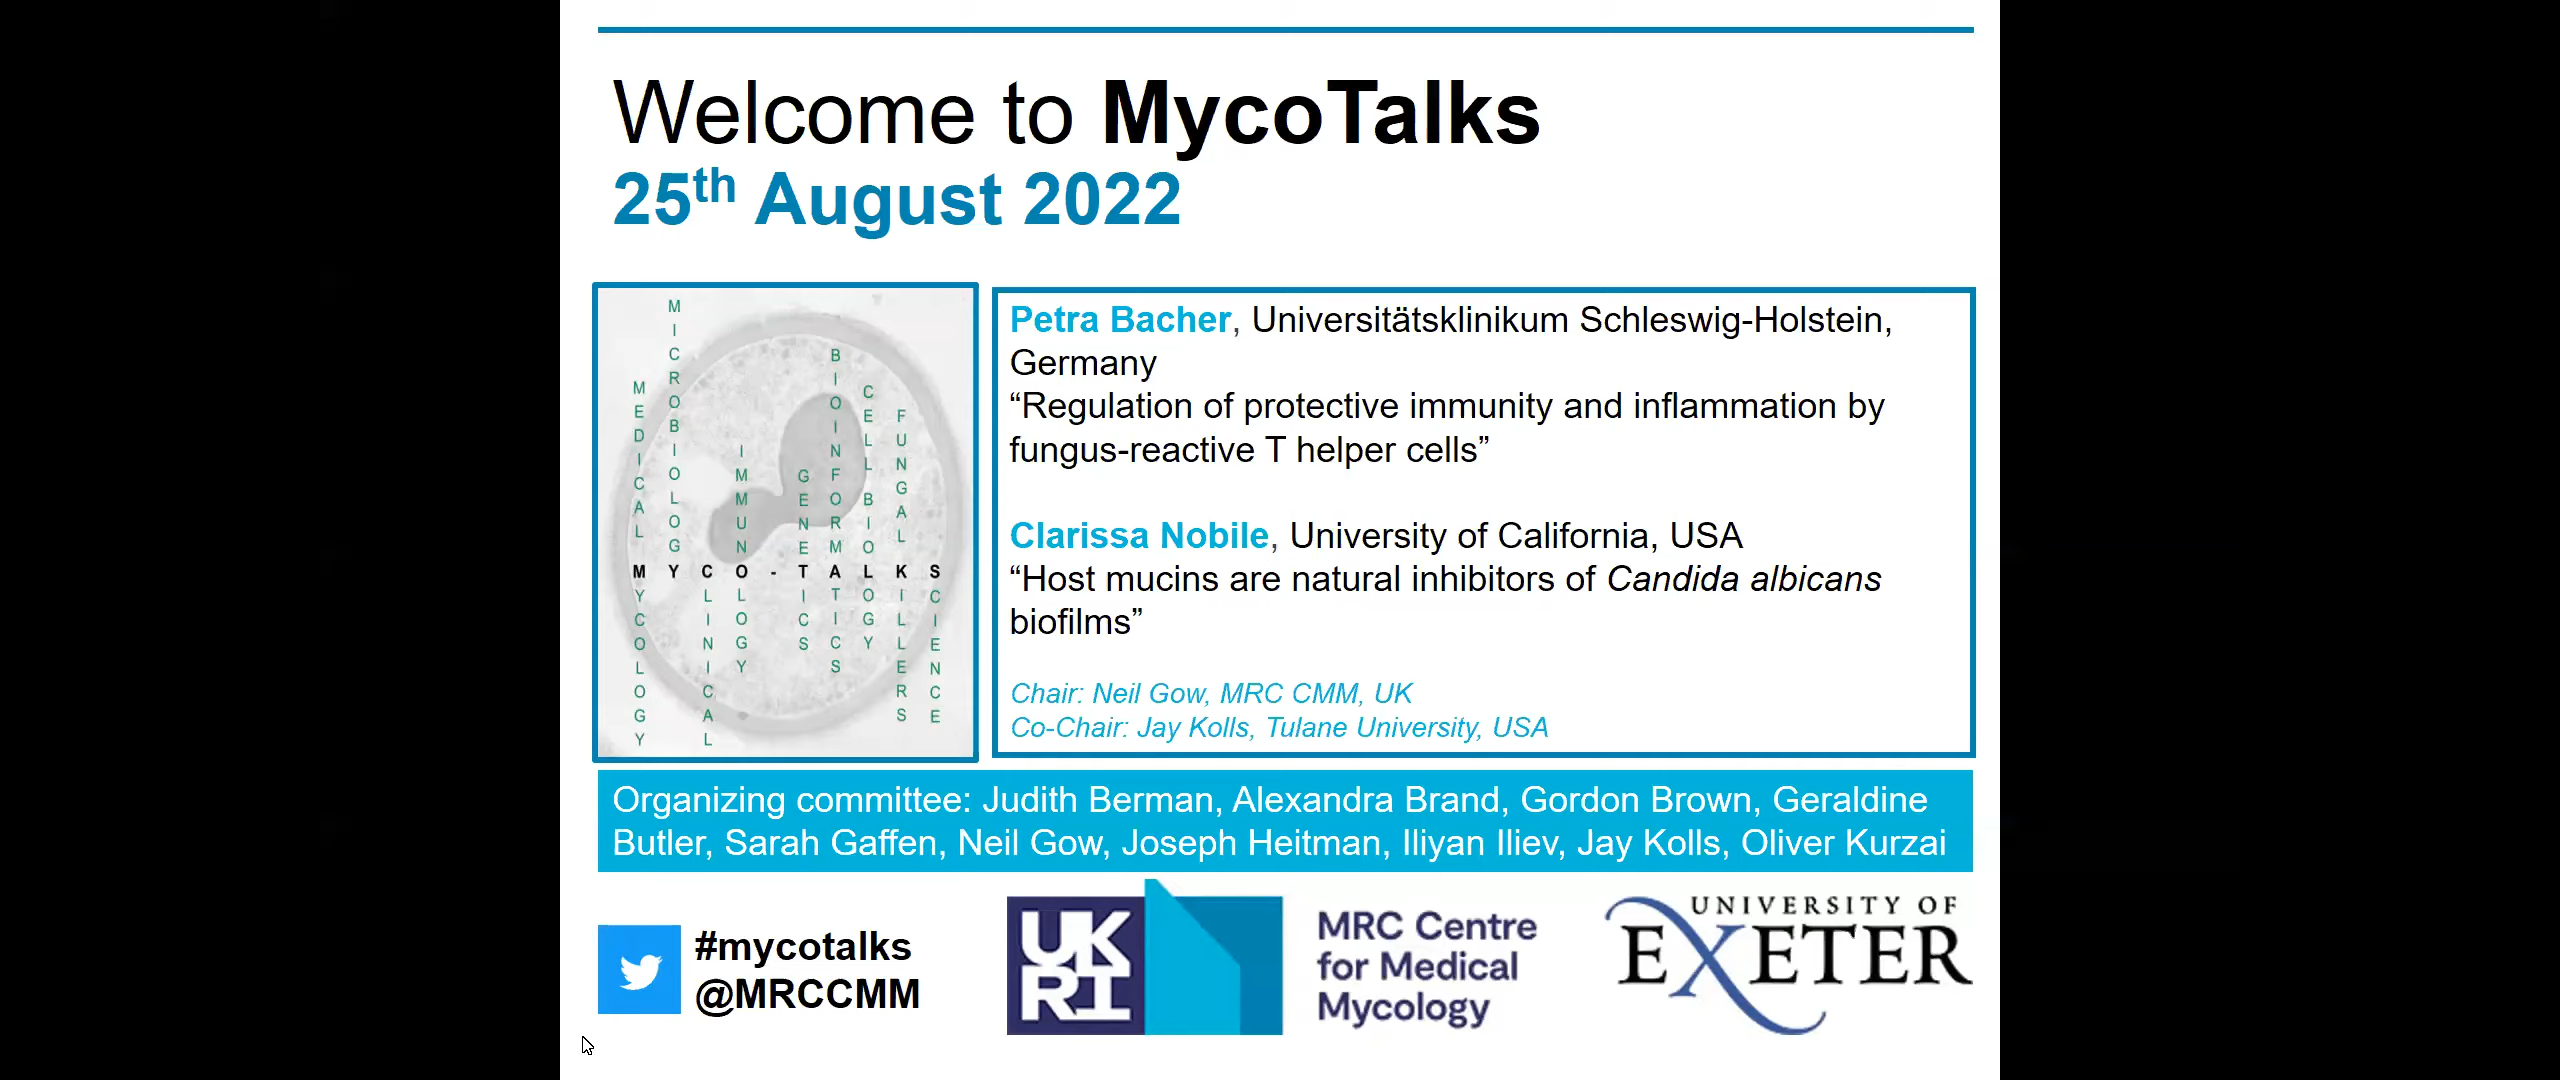 Welcome to MycoTalks
25th August 2022
MEDICAL MYCOLOGY
MICROBIOLOGY
CLINICAL
IMMUNOLOGY
-
GENETICS
BIOINFORMATICS
CELL BIOLOGY
FUNGAL KILLERS
SCIENCE
Petra Bacher, Universitätsklinikum Schleswig-Holstein,
Germany
“Regulation of protective immunity and inflammation by
fungus-reactive T helper cells”
Clarissa Nobile, University of California, USA
“Host mucins are natural inhibitors of Candida albicans
biofilms”
Chair: Neil Gow, MRC CMM, UK
Co-Chair: Jay Kolls, Tulane University, USA
Organizing committee: Judith Berman, Alexandra Brand, Gordon Brown, Geraldine
Butler, Sarah Gaffen, Neil Gow, Joseph Heitman, Iliyan Iliev, Jay Kolls, Oliver Kurzai
#mycotalks
@MRCCMM
UK
RI
MRC Centre
for Medical
Mycology
UNIVERSITY OF
EXETER